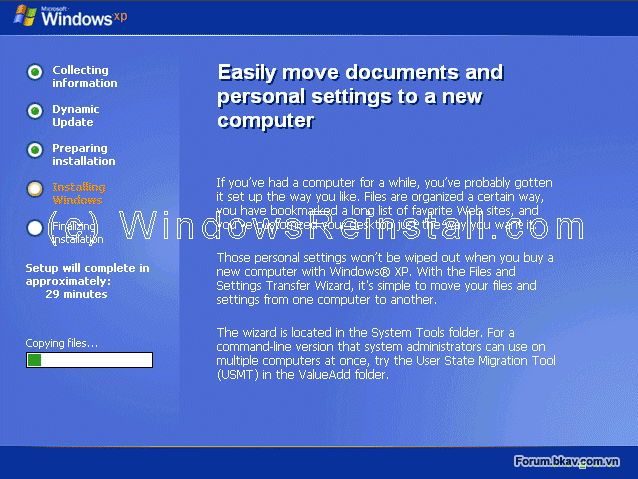 Microsoft
Windows xp
Collecting
information
Dynamic
Update
Preparing
installation
Installing
Windows
Finalizing
installation
Setup will complete in
approximately:
29 minutes
Copying files...
Easily move documents and
personal settings to a new
computer
If you've had a computer for a while, you've probably gotten
it set up the way you like. Files are organized a certain way,
you have bookmarked a long list of favorite Web sites, and
you've customized your desktop just the way you want it.
(c) WindowsReinstall.com
Those personal settings won't be wiped out when you buy a
new computer with Windows® XP. With the Files and
Settings Transfer Wizard, it's simple to move your files and
settings from one computer to another.
The wizard is located in the System Tools folder. For a
command-line version that system administrators can use on
multiple computers at once, try the User State Migration Tool
(USMT) in the ValueAdd folder.
Forum.bkav.com.vn